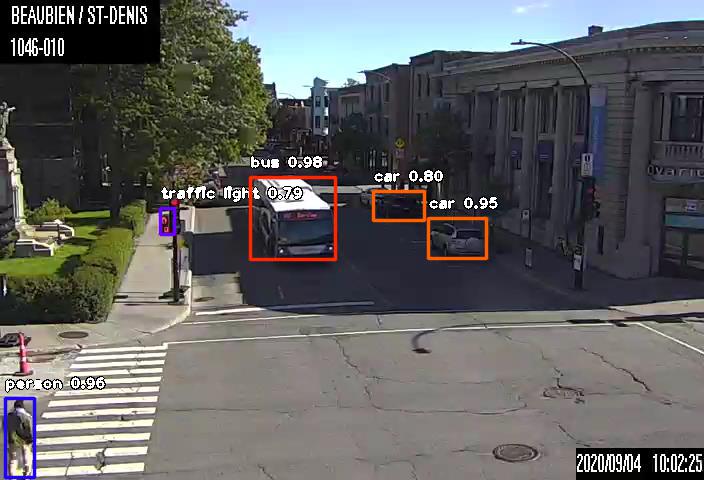 BEAUBIEN / ST-DENIS
1046-010
bus 0.98
car 0.80
traffic light 0.79
car 0.95
person 0.96
2020/09/04 10:02:25